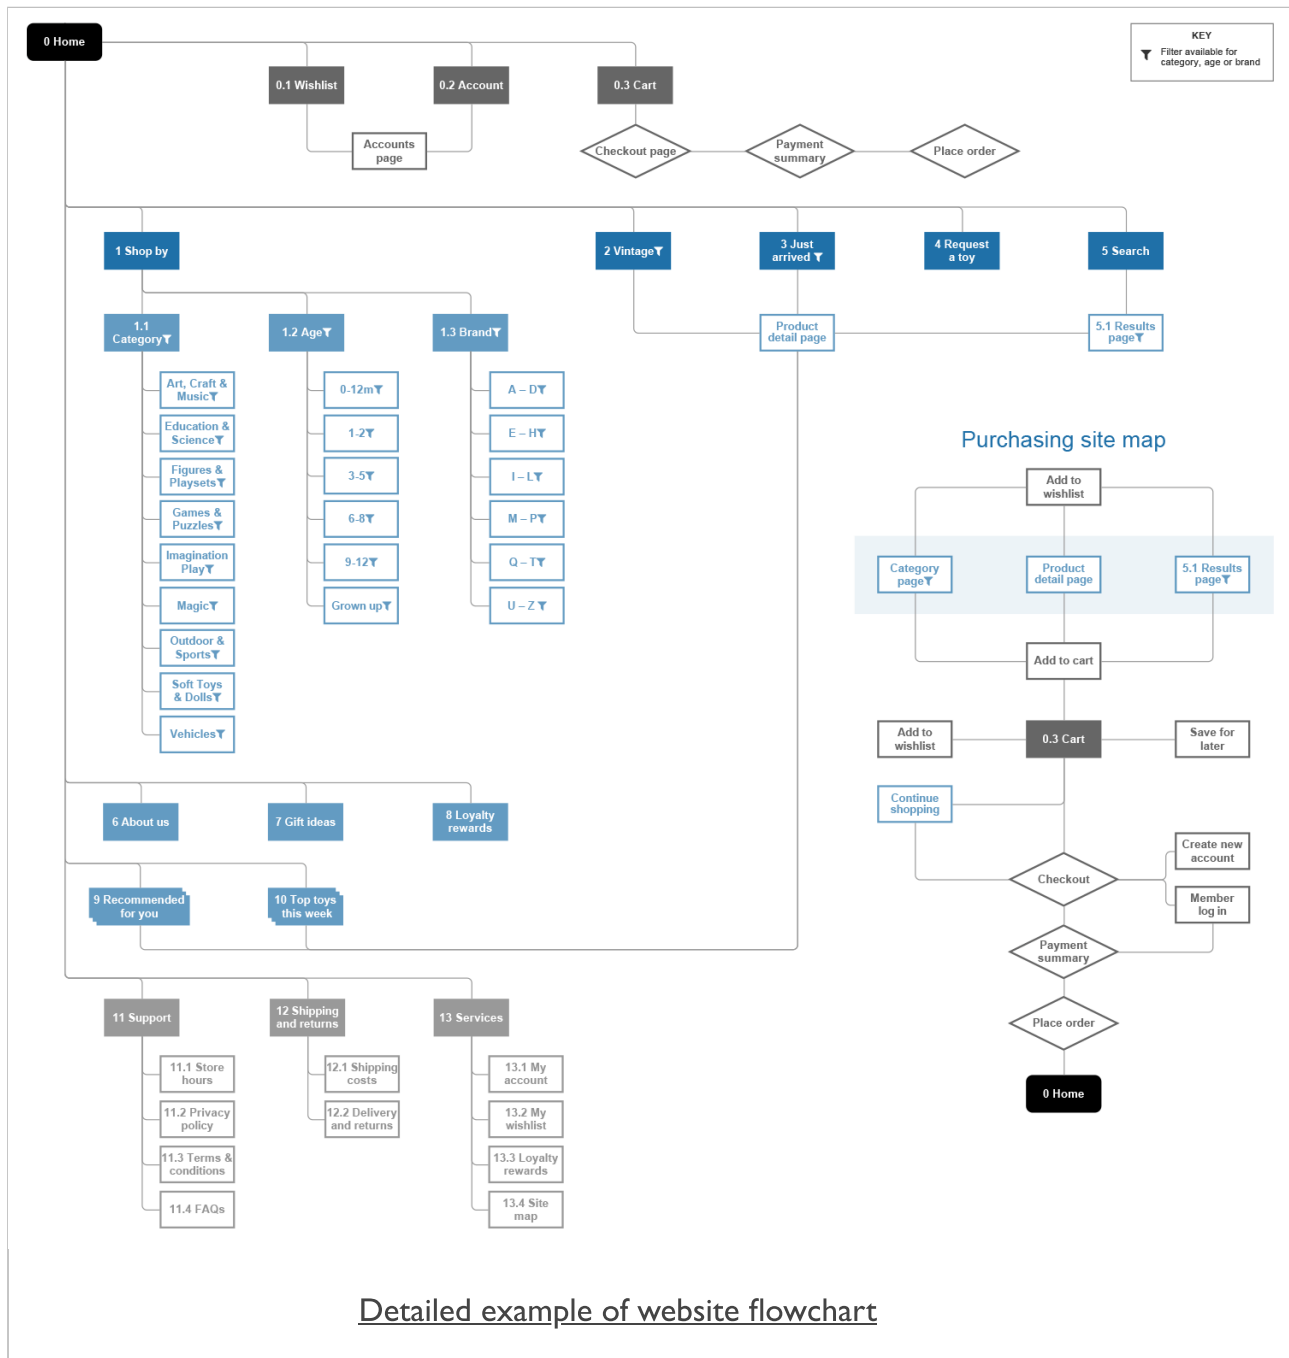 0 Home
KEY
Filter available for
category, age or brand
0.1 Wishlist
0.2 Account
0.3 Cart
Accounts
page
Checkout page
Payment
summary
Place order
1 Shop by
2 Vintage
3 Just
arrived
4 Request
a toy
5 Search
1.1
Category
1.2 Age
1.3 Brand
Product
detail page
5.1 Results
page
Art, Craft &
Music
Education &
Science
Figures &
Playsets
Games &
Puzzles
Imagination
Play
Magic
Outdoor &
Sports
Soft Toys
& Dolls
Vehicles
0-12m
1-2
3-5
6-8
9-12
Grown up
A – D
E – H
I – L
M – P
Q – T
U – Z
6 About us
7 Gift ideas
8 Loyalty
rewards
9 Recommended
for you
10 Top toys
this week
11 Support
12 Shipping
and returns
13 Services
11.1 Store
hours
11.2 Privacy
policy
11.3 Terms &
conditions
11.4 FAQs
12.1 Shipping
costs
12.2 Delivery
and returns
13.1 My
account
13.2 My
wishlist
13.3 Loyalty
rewards
13.4 Site
map
Purchasing site map
Add to
wishlist
Category
page
Product
detail page
5.1 Results
page
Add to cart
Add to
wishlist
0.3 Cart
Save for
later
Continue
shopping
Checkout
Create new
account
Member
log in
Payment
summary
Place order
0 Home
Detailed example of website flowchart